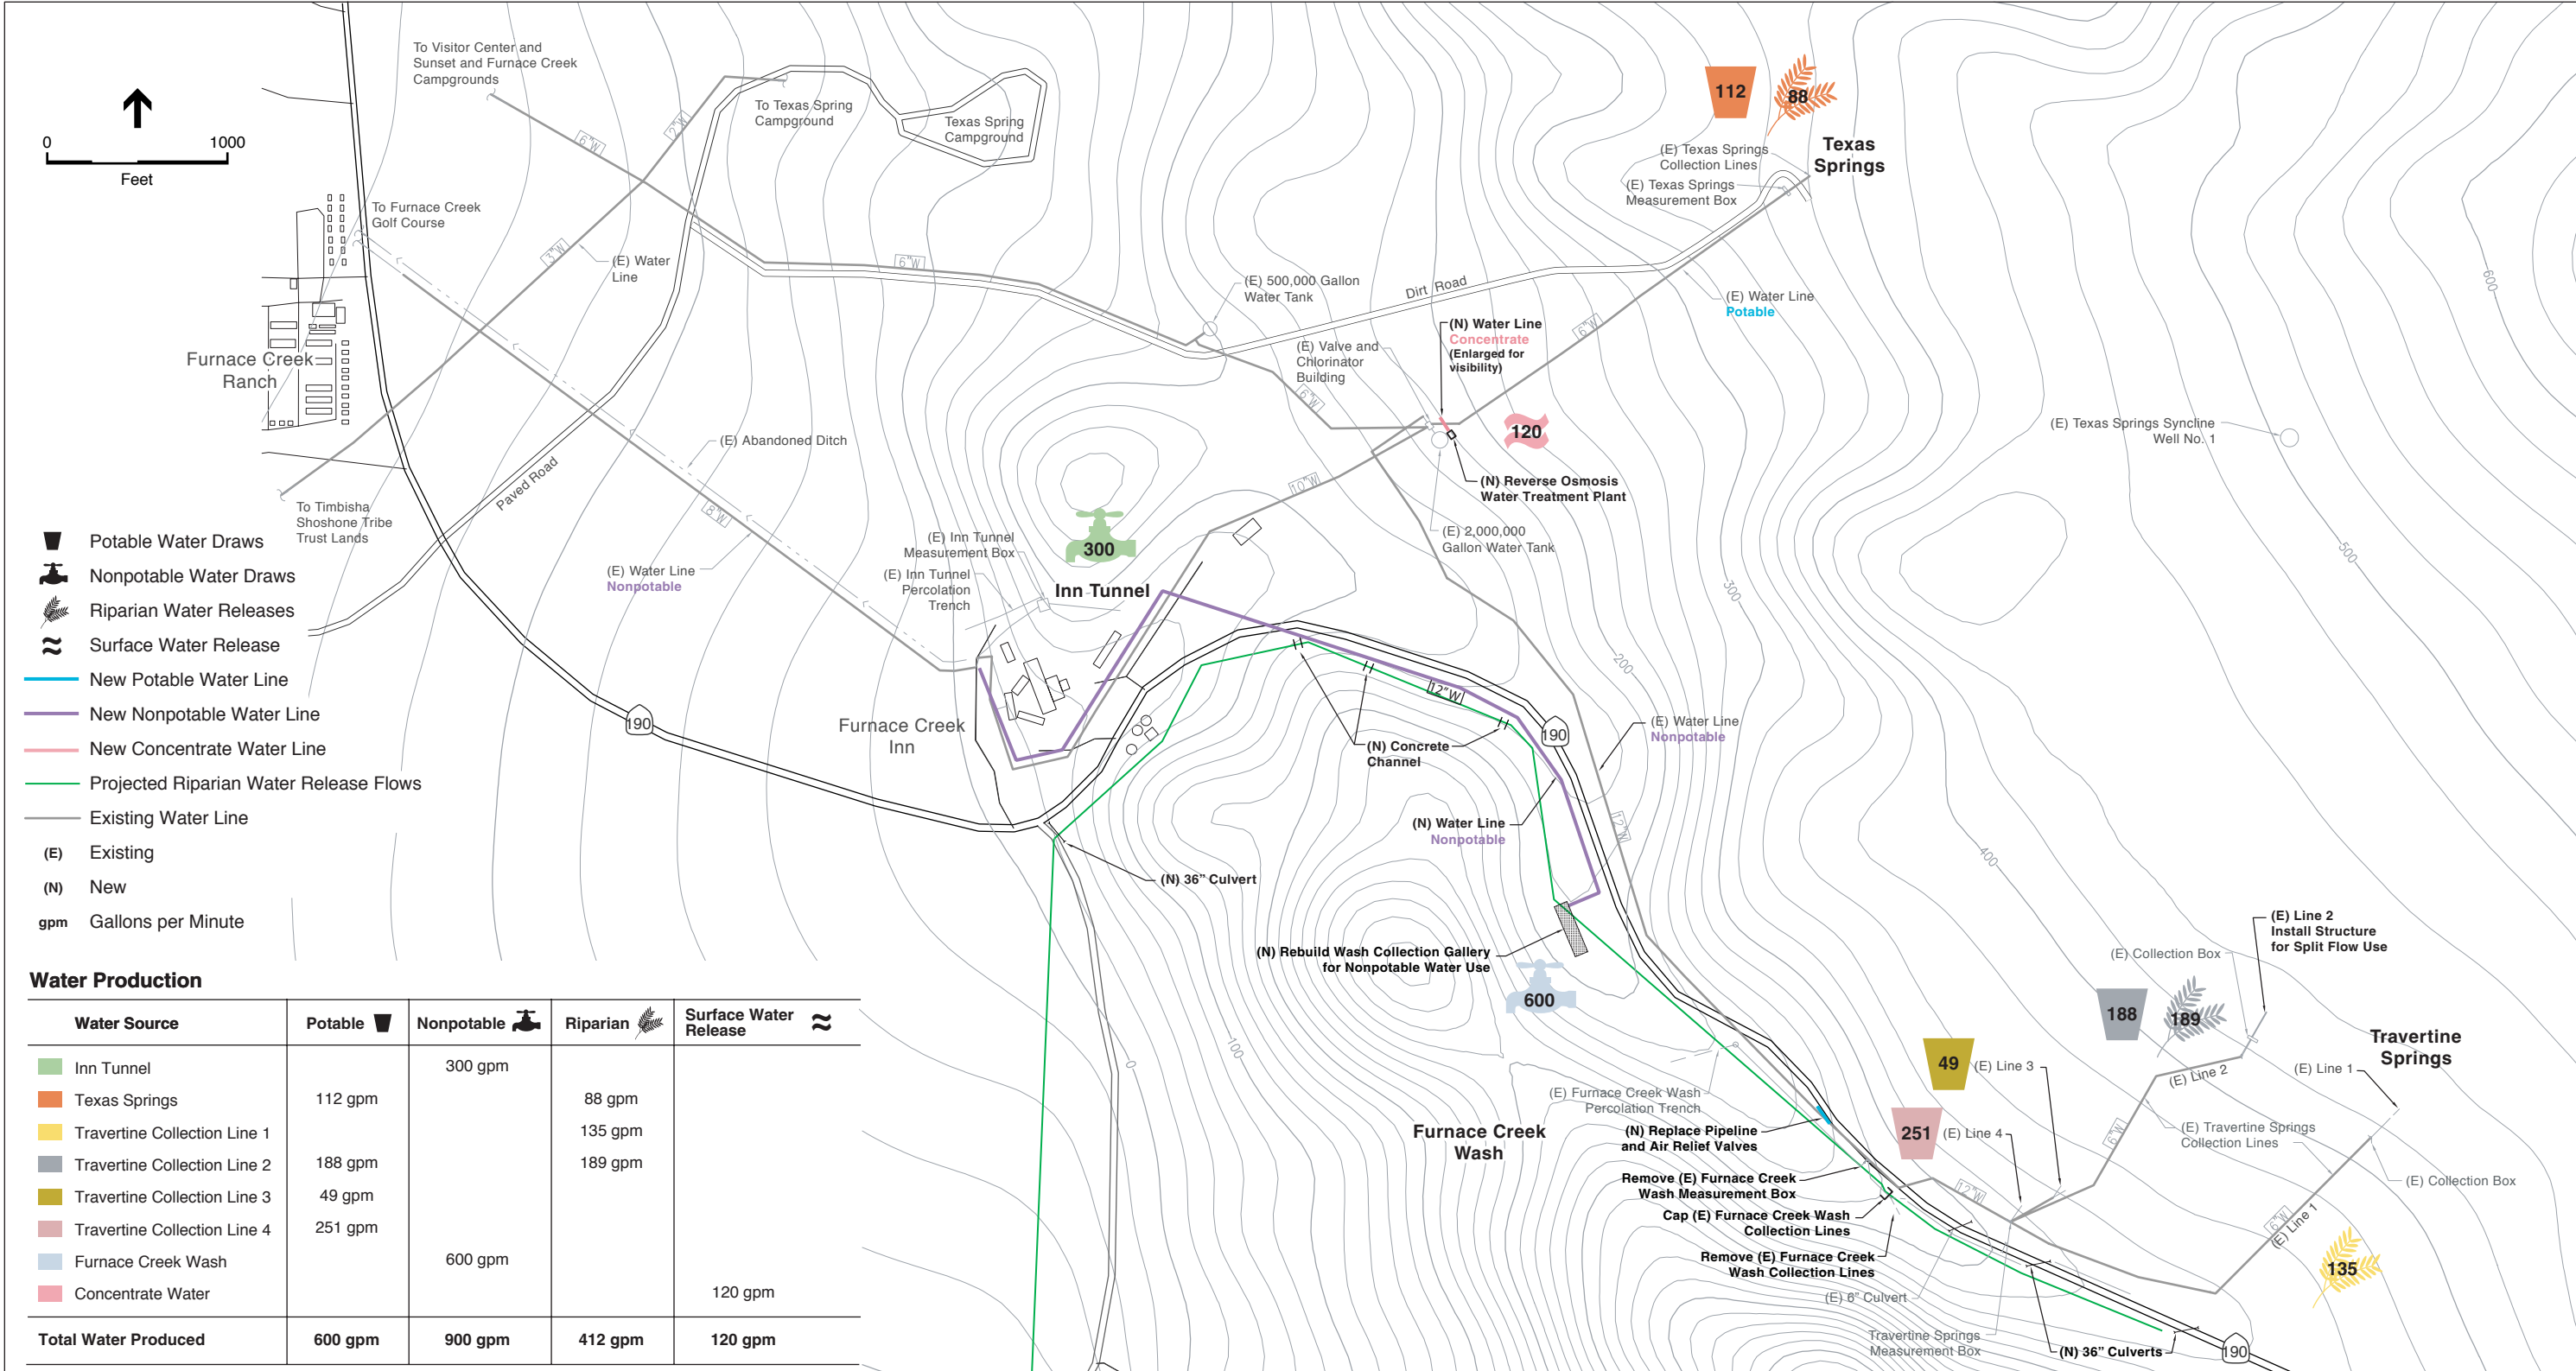 To Visitor Center and
Sunset and Furnace Creek
Campgrounds
0 1000
Feet
6"W
2"W
To Texas Spring
Campground
Texas Spring
Campground
112
88
Texas
Springs
(E) Texas Springs
Collection Lines
(E) Texas Springs
Measurement Box
To Furnace Creek
Golf Course
3"W
(E) Water
Line
6"W
(E) 500,000 Gallon
Water Tank
Dirt Road
(E) Water Line
Potable
6"W
600
(N) Water Line
Concentrate
(Enlarged for
visibility)
(E) Valve and
Chlorinator
Building
6"W
Furnace Creek
Ranch
120
(E) Texas Springs Syncline
Well No. 1
(E) Abandoned Ditch
Paved Road
8"W
10"W
(N) Reverse Osmosis
Water Treatment Plant
(E) 2,000,000
Gallon Water Tank
To Timbisha
Shoshone Tribe
Trust Lands
(E) Inn Tunnel
Measurement Box
300
Inn Tunnel
(E) Inn Tunnel
Percolation
Trench
(E) Water Line
Nonpotable
500
300
200
400
Potable Water Draws
Nonpotable Water Draws
Riparian Water Releases
Surface Water Release
New Potable Water Line
New Nonpotable Water Line
New Concentrate Water Line
Projected Riparian Water Release Flows
Existing Water Line
(E) Existing
(N) New
gpm Gallons per Minute
190
Furnace Creek
Inn
12"W
190
(E) Water Line
Nonpotable
(N) Concrete
Channel
(N) Water Line
Nonpotable
12"W
(N) 36" Culvert
(N) Rebuild Wash Collection Gallery
for Nonpotable Water Use
600
0
100
(E) Line 2
Install Structure
for Split Flow Use
(E) Collection Box
188
189
Travertine
Springs
49
(E) Line 3
(E) Line 2
(E) Line 1
(E) Furnace Creek Wash
Percolation Trench
Furnace Creek
Wash
(N) Replace Pipeline
and Air Relief Valves
251
(E) Line 4
6"W
(E) Travertine Springs
Collection Lines
Remove (E) Furnace Creek
Wash Measurement Box
12"W
(E) Collection Box
Cap (E) Furnace Creek Wash
Collection Lines
6"W
(E) Line 1
Remove (E) Furnace Creek
Wash Collection Lines
135
(E) 6" Culvert
Travertine Springs
Measurement Box
(N) 36" Culverts
190
Water Production
Water Source Potable Nonpotable Riparian Surface Water
Release
Inn Tunnel 300 gpm
Texas Springs 112 gpm 88 gpm
Travertine Collection Line 1 135 gpm
Travertine Collection Line 2 188 gpm 189 gpm
Travertine Collection Line 3 49 gpm
Travertine Collection Line 4 251 gpm
Furnace Creek Wash 600 gpm
Concentrate Water 120 gpm
Total Water Produced 600 gpm 900 gpm 412 gpm 120 gpm